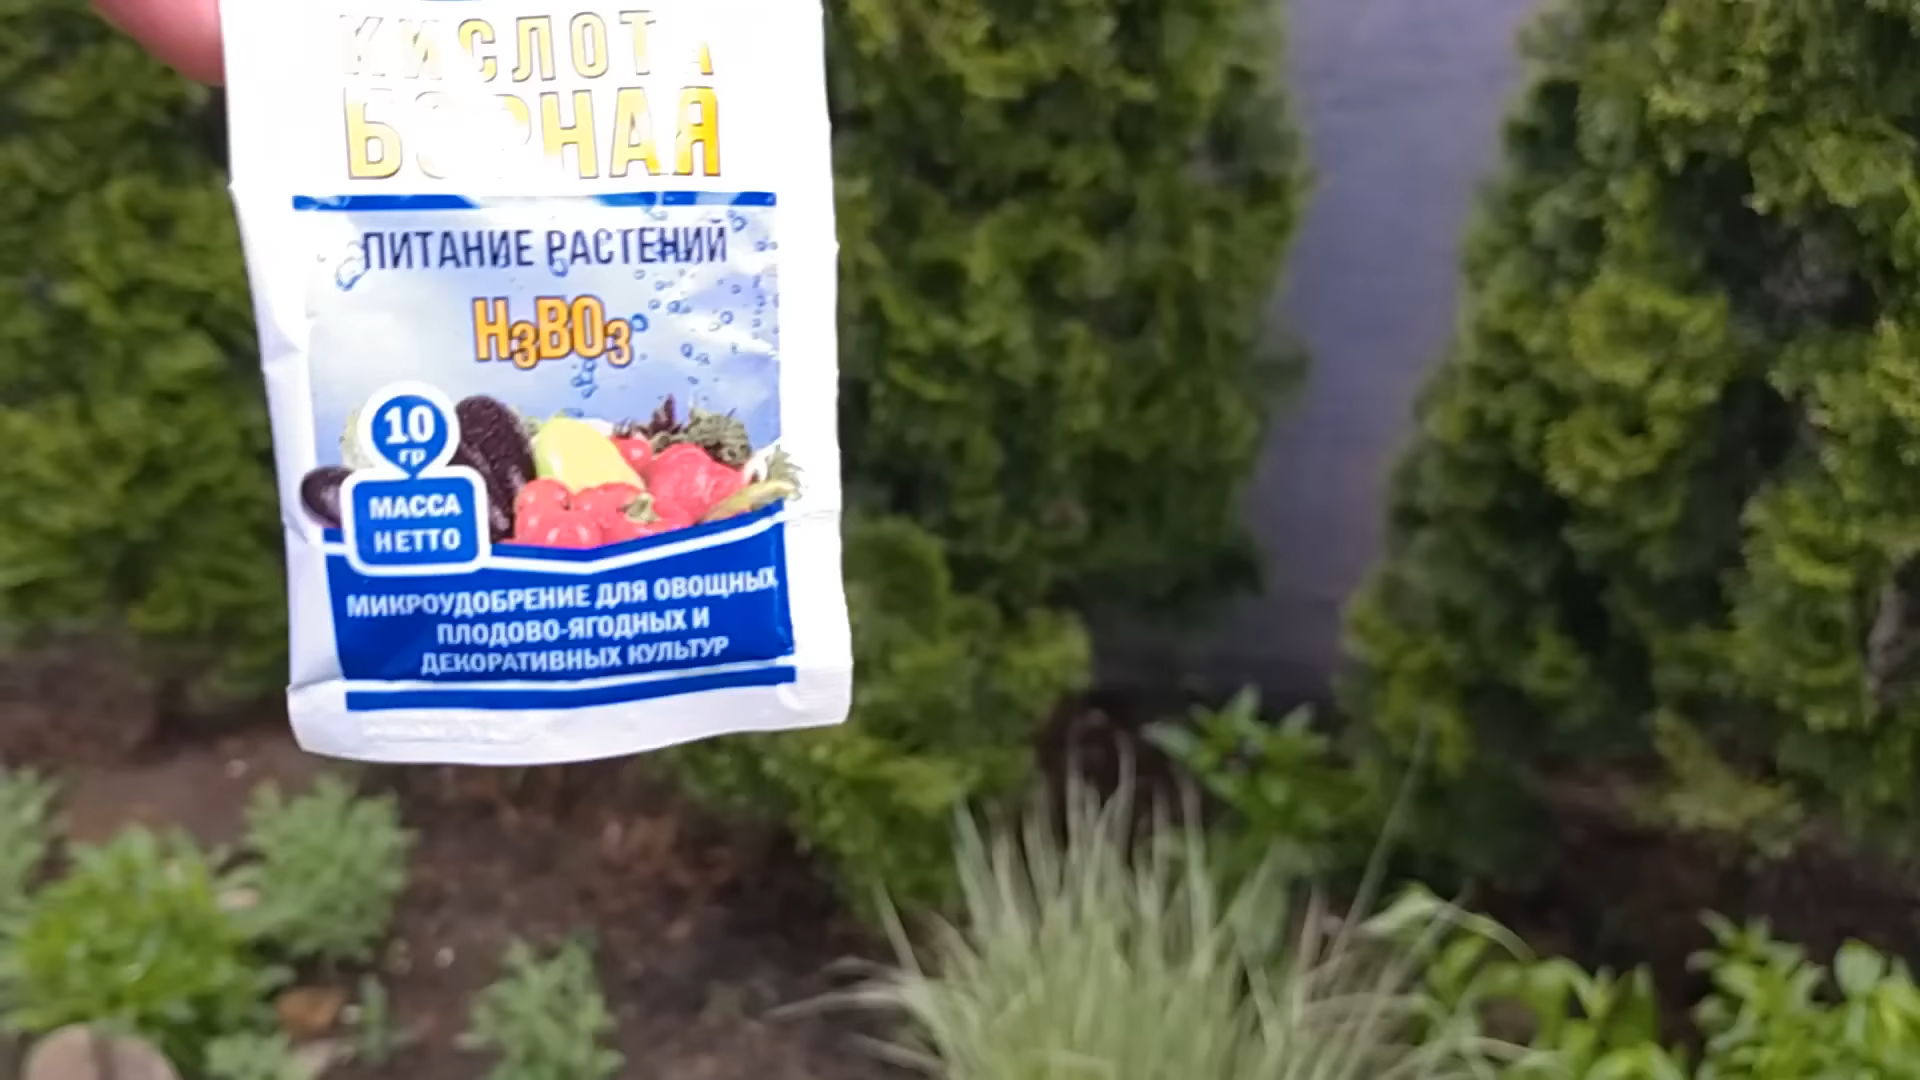 КИСЛОТА
БОРНАЯ
ПИТАНИЕ РАСТЕНИЙ
H₃BO₃
10
гр
МАССА
НЕТТО
МИКРОУДОБРЕНИЕ ДЛЯ ОВОЩНЫХ
ПЛОДОВО-ЯГОДНЫХ И
ДЕКОРАТИВНЫХ КУЛЬТУР